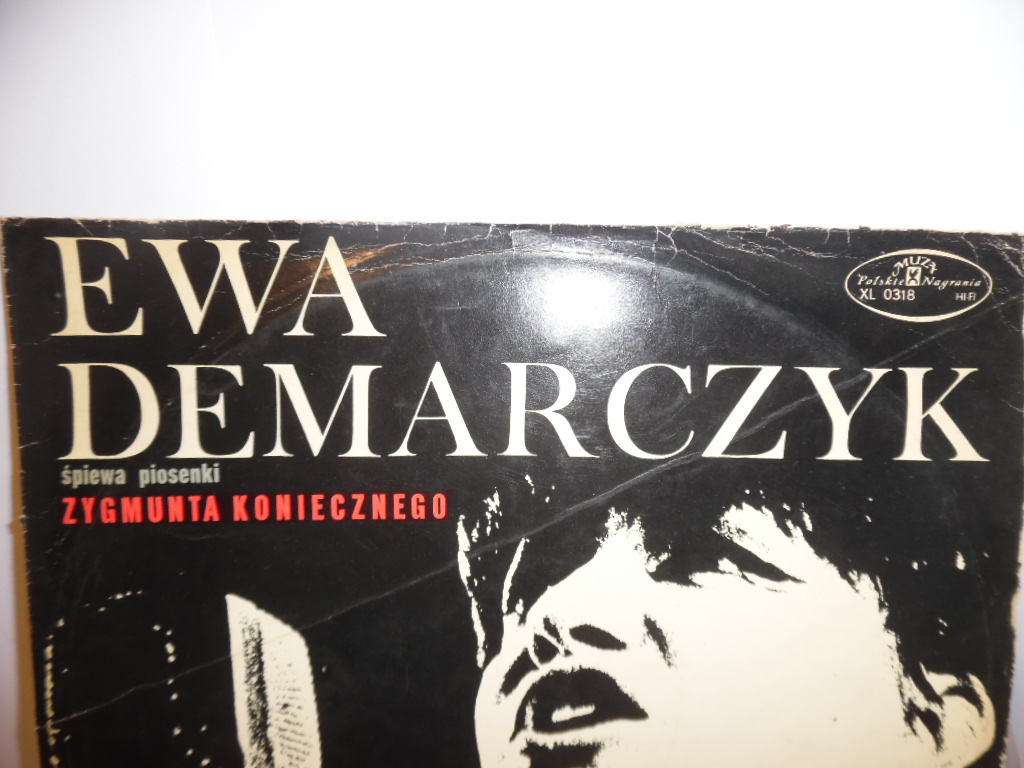 EWA
DEMARCZYK
śpiewa piosenki
ZYGMUNTA KONIECZNEGO
MUZA
Polskie Nagrania
XL 0318 HI-FI